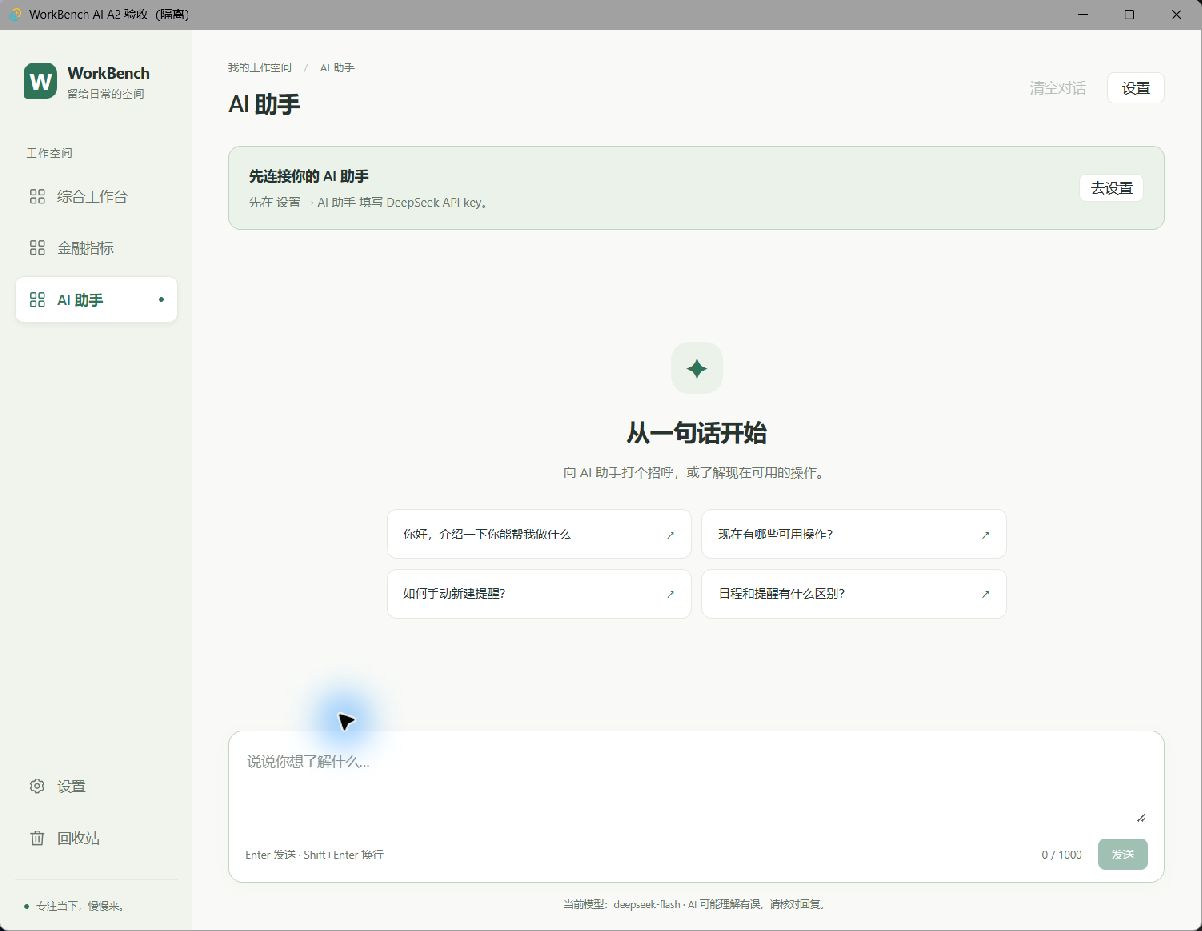 WorkBench AI A2 验收 (隔离)
W
WorkBench
留给日常的空间
工作空间
综合工作台
金融指标
AI 助手
设置
回收站
专注当下，慢慢来。
我的工作空间 / AI 助手
AI 助手
清空对话
设置
先连接你的 AI 助手
先在 设置 → AI 助手 填写 DeepSeek API key。
去设置
从一句话开始
向 AI 助手打个招呼，或了解现在可用的操作。
你好，介绍一下你能帮我做什么 ↗
现在有哪些可用操作？ ↗
如何手动新建提醒？ ↗
日程和提醒有什么区别？ ↗
说说你想了解什么...
Enter 发送 · Shift+Enter 换行
0 / 1000
发送
当前模型：deepseek-flash · AI 可能理解有误，请核对回复。